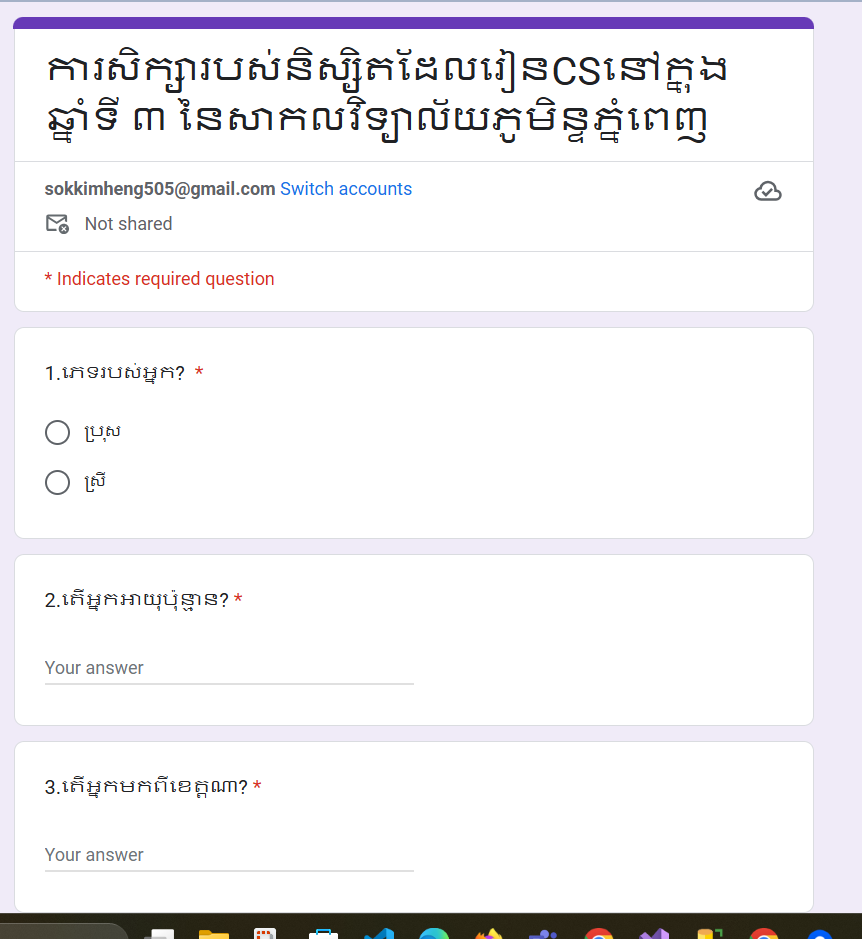 ការសិក្សារបស់និស្សិតដែលរៀនCSនៅក្នុង
ឆ្នាំទី ៣ នៃសាកលវិទ្យាល័យភូមិន្ទភ្នំពេញ
sokkimheng505@gmail.com Switch accounts
Not shared
* Indicates required question
1.ភេទរបស់អ្នក? *
ប្រុស
ស្រី
2.តើអ្នកអាយុប៉ុន្មាន? *
Your answer
3.តើអ្នកមកពីខេត្តណា? *
Your answer